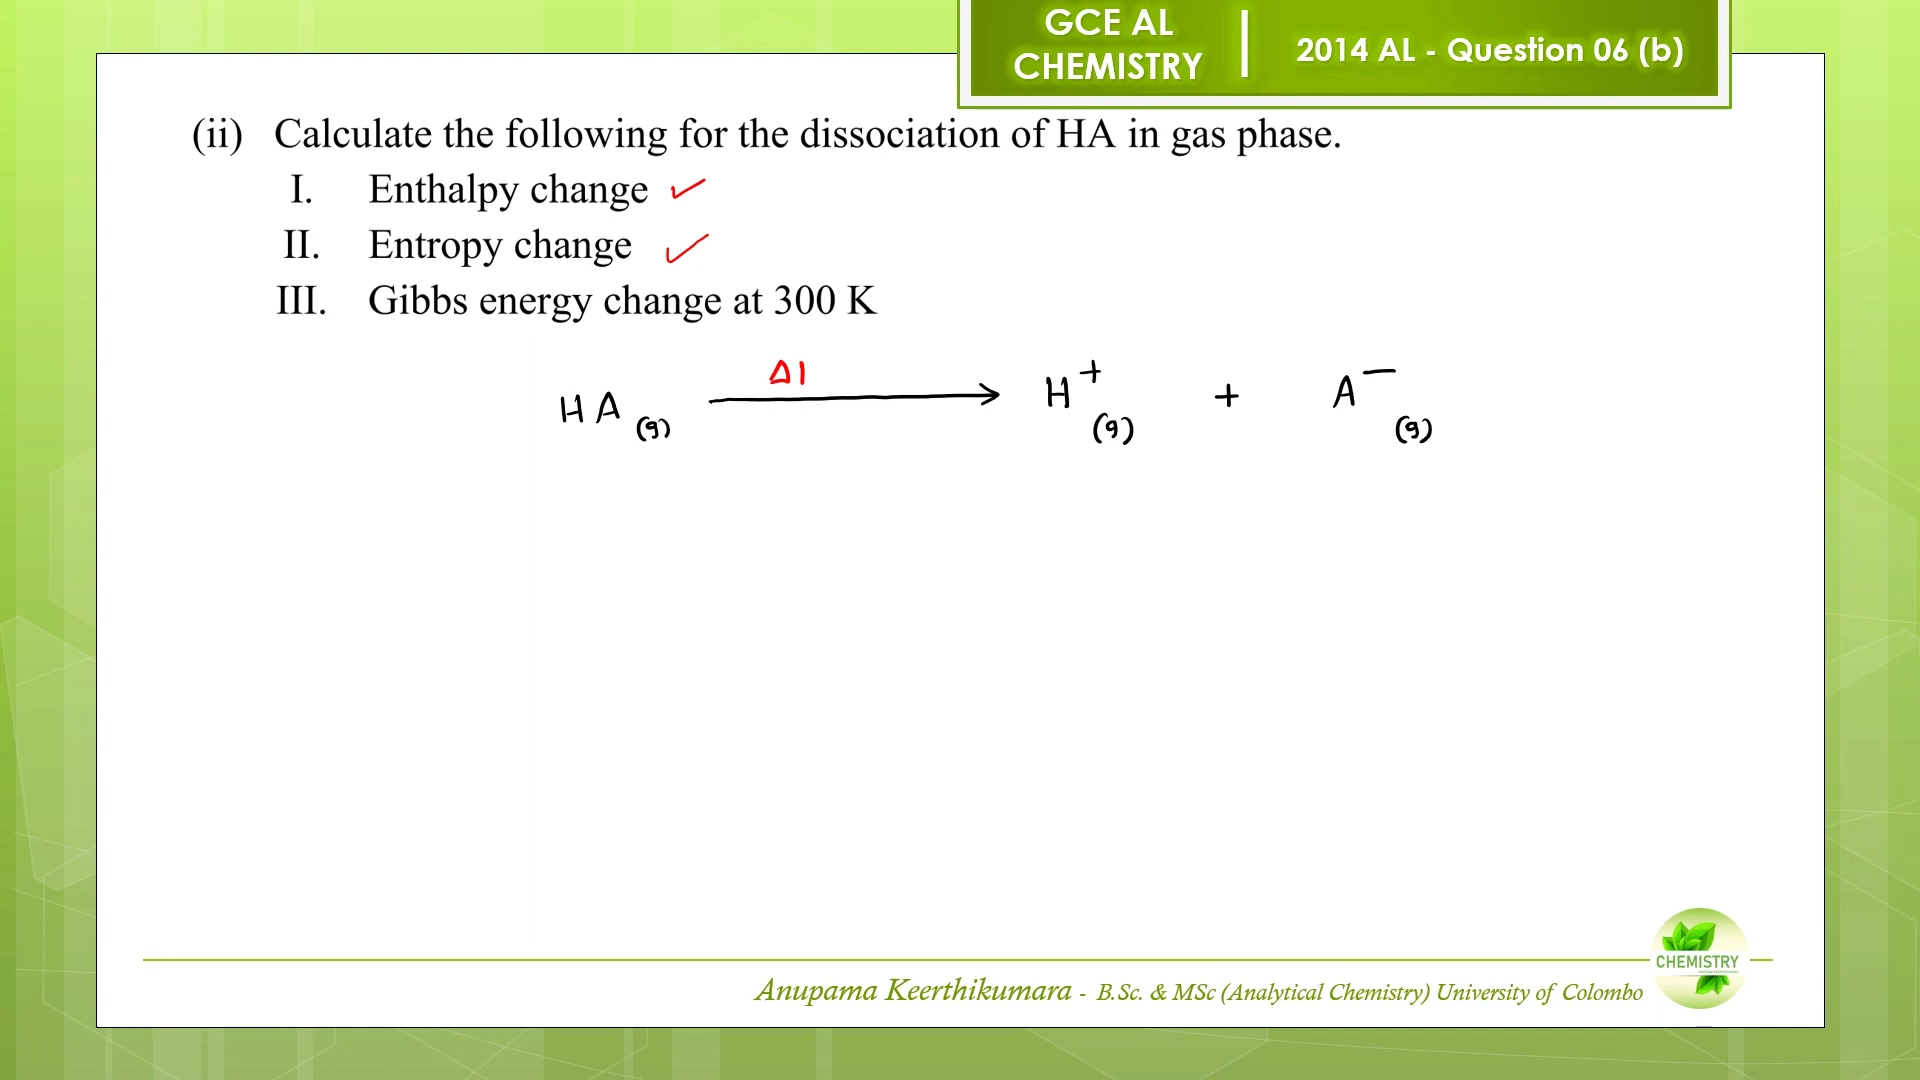 GCE AL
CHEMISTRY
2014 AL - Question 06 (b)
(ii) Calculate the following for the dissociation of HA in gas phase.
I. Enthalpy change
II. Entropy change
III. Gibbs energy change at 300 K
HA (g) ΔI → H+ (g) + A− (g)
CHEMISTRY
Anupama Keerthikumara - B.Sc. & MSc (Analytical Chemistry) University of Colombo